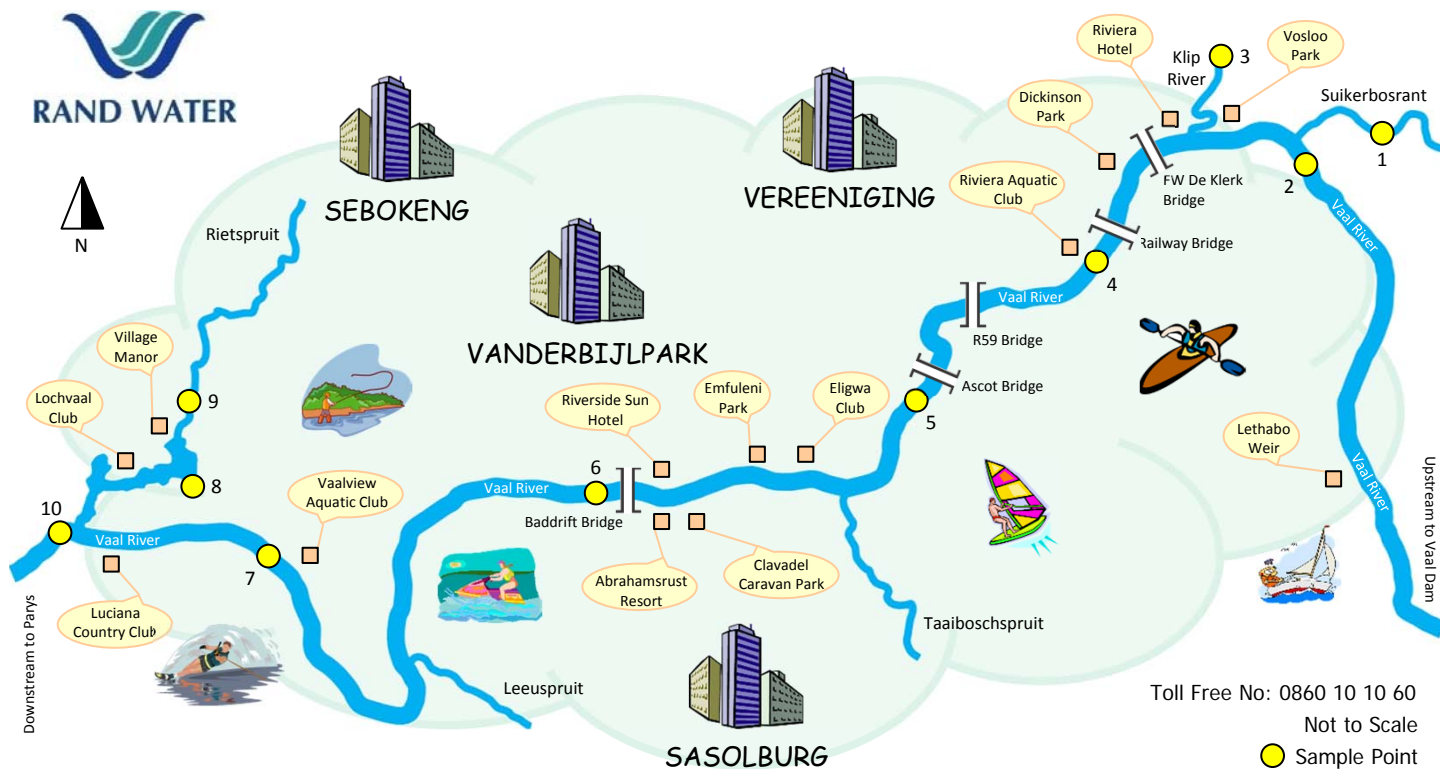 RAND WATER
N
SEBOKENG
VEREENIGING
VANDERBIJLPARK
SASOLBURG
Riviera
Hotel
Klip
River
3
Vosloo
Park
Suikerbosrant
1
2
Dickinson
Park
FW De Klerk
Bridge
Riviera Aquatic
Club
Railway Bridge
4
Vaal River
Vaal River
R59 Bridge
Ascot Bridge
5
Rietspruit
Village
Manor
9
Lochvaal
Club
8
Riverside Sun
Hotel
Emfuleni
Park
Eligwa
Club
Lethabo
Weir
Vaal River
Upstream to Vaal Dam
6
Vaal River
Baddrift Bridge
Vaalview
Aquatic Club
10
Vaal River
7
Luciana
Country Club
Abrahamsrust
Resort
Clavadel
Caravan Park
Taaiboschspruit
Leeuspruit
Downstream to Parys
Toll Free No: 0860 10 10 60
Not to Scale
Sample Point